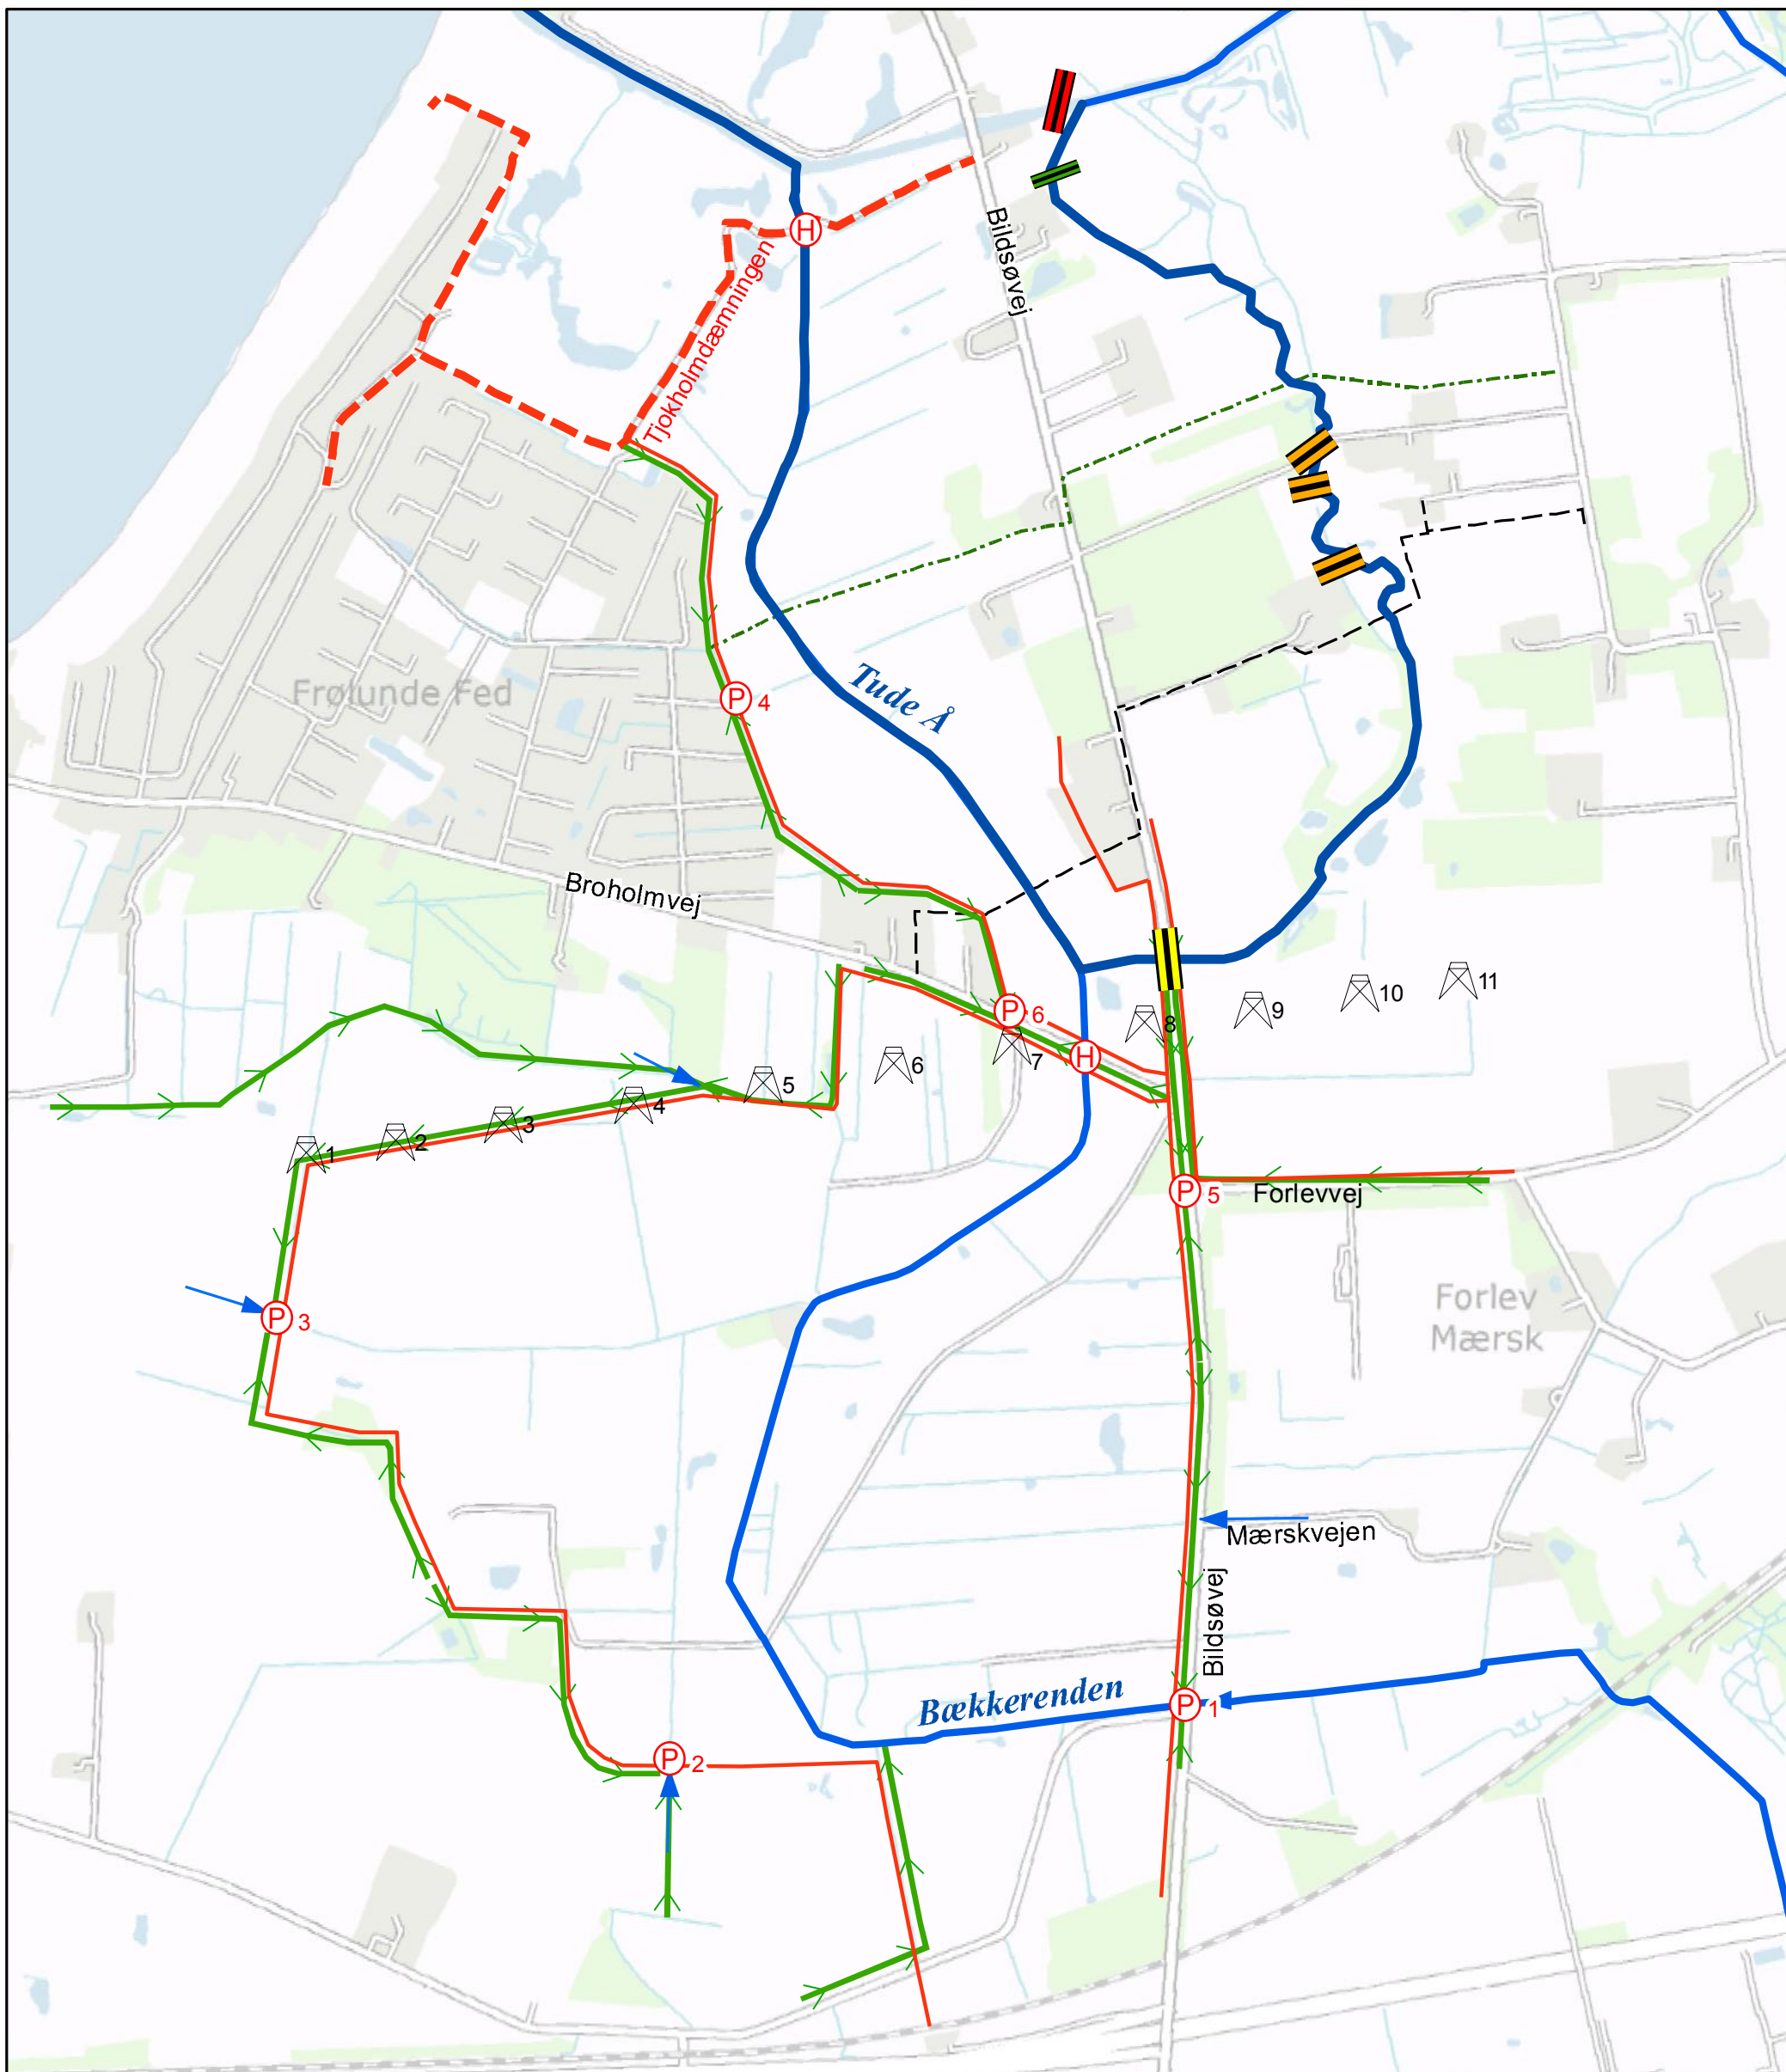 H
Bildsøvej
Tjokholmdæmningen
Tude Å
Frølunde Fed
P 4
Broholmvej
11
10
9
8
P 6
7
H
6
5
4
3
2
1
P 5
Forlevvej
P 3
Forlev
Mærsk
Mærskvejen
Bildsøvej
Bækkerenden
P 1
P 2